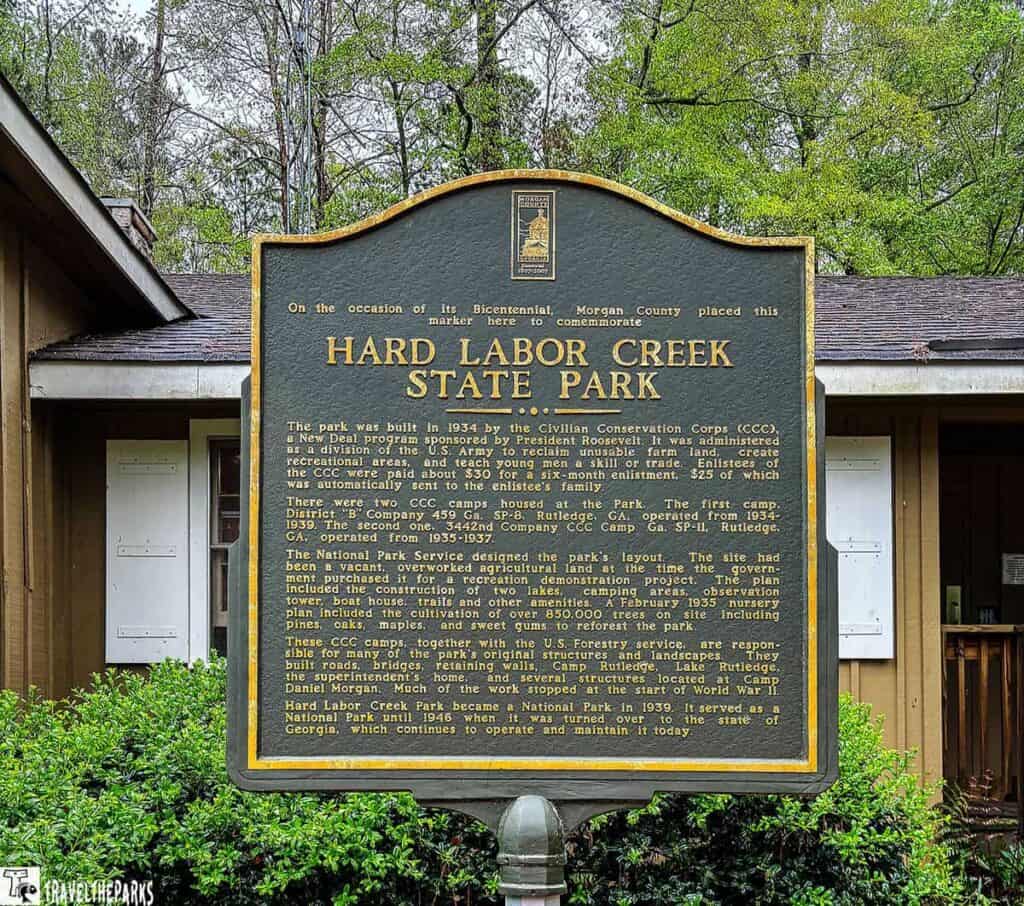 MORGAN
COUNTY
1807-2007
On the occasion of its Bicentennial, Morgan County placed this
marker here to commemorate
HARD LABOR CREEK
STATE PARK
The park was built in 1934 by the Civilian Conservation Corps (CCC),
a New Deal program sponsored by President Roosevelt. It was administered
as a division of the U.S. Army to reclaim unusable farm land, create
recreational areas, and teach young men a skill or trade. Enlistees of
the CCC were paid about $30 for a six-month enlistment, $25 of which
was automatically sent to the enlistee's family.
There were two CCC camps housed at the Park. The first camp,
District "B" Company 459 Ga. SP-8, Rutledge, GA, operated from 1934-
1939. The second one, 3442nd Company CCC Camp Ga. SP-11, Rutledge,
GA, operated from 1935-1937.
The National Park Service designed the park's layout. The site had
been a vacant, overworked agricultural land at the time the govern-
ment purchased it for a recreation demonstration project. The plan
included the construction of two lakes, camping areas, observation
tower, boat house, trails and other amenities. A February 1935 nursery
plan included the cultivation of over 850,000 trees on site including
pines, oaks, maples, and sweet gums to reforest the park.
These CCC camps, together with the U.S. Forestry service, are respon-
sible for many of the park's original structures and landscapes. They
built roads, bridges, retaining walls, Camp Rutledge, Lake Rutledge,
the superintendent's home, and several structures located at Camp
Daniel Morgan. Much of the work stopped at the start of World War II.
Hard Labor Creek Park became a National Park in 1939. It served as a
National Park until 1946 when it was turned over to the state of
Georgia, which continues to operate and maintain it today.
TRAVELTHEPARKS